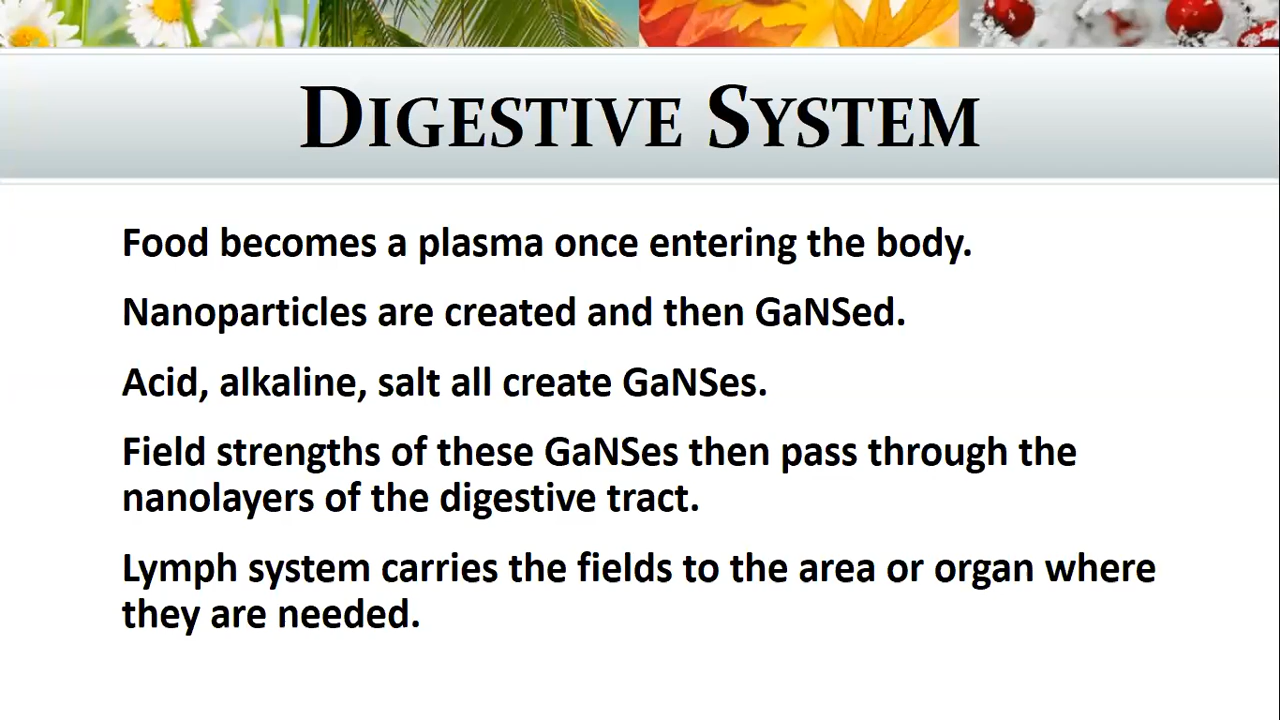 DIGESTIVE SYSTEM
Food becomes a plasma once entering the body.
Nanoparticles are created and then GaNSed.
Acid, alkaline, salt all create GaNSes.
Field strengths of these GaNSes then pass through the
nanolayers of the digestive tract.
Lymph system carries the fields to the area or organ where
they are needed.